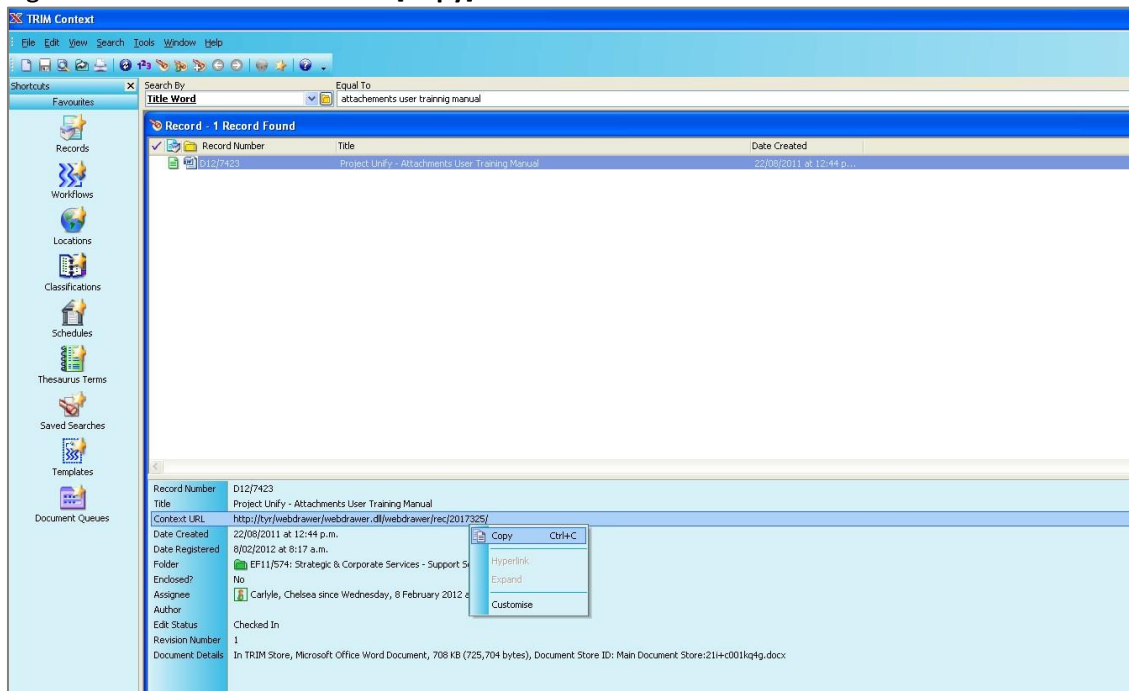 [copy]
TRIM Context
File Edit View Search Tools Window Help
Shortcuts
Favourites
Records
Workflows
Locations
Classifications
Schedules
Thesaurus Terms
Saved Searches
Templates
Document Queues
Search By Equal To
Title Word attachements user trainnig manual
Record - 1 Record Found
Record Number Title Date Created
D12/7423 Project Unify - Attachments User Training Manual 22/08/2011 at 12:44 p...
Record Number D12/7423
Title Project Unify - Attachments User Training Manual
Context URL http://tyr/webdrawer/webdrawer.dll/webdrawer/rec/2017325/
Date Created 22/08/2011 at 12:44 p.m.
Date Registered 8/02/2012 at 8:17 a.m.
Folder EF11/574: Strategic & Corporate Services - Support S
Enclosed? No
Assignee Carlyle, Chelsea since Wednesday, 8 February 2012 a
Author
Edit Status Checked In
Revision Number 1
Document Details In TRIM Store, Microsoft Office Word Document, 708 KB (725,704 bytes), Document Store ID: Main Document Store:21i+c001kq4g.docx
Copy Ctrl+C
Hyperlink
Expand
Customise